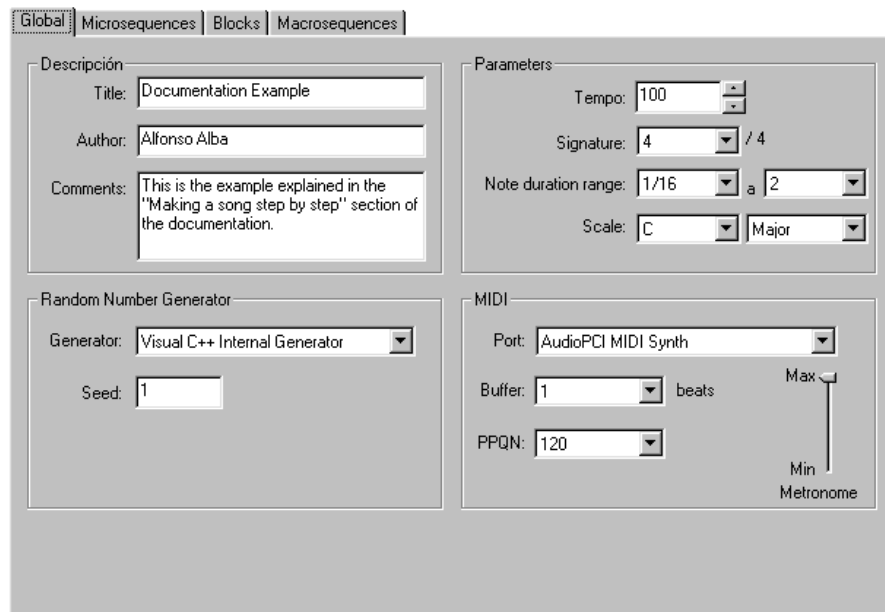 Global Microsequences Blocks Macrosequences
Descripción
Title: Documentation Example
Author: Alfonso Alba
Comments: This is the example explained in the
"Making a song step by step" section of
the documentation.
Parameters
Tempo: 100
Signature: 4 / 4
Note duration range: 1/16 a 2
Scale: C Major
Random Number Generator
Generator: Visual C++ Internal Generator
Seed: 1
MIDI
Port: AudioPCI MIDI Synth
Buffer: 1 beats
PPQN: 120
Max
Min
Metronome